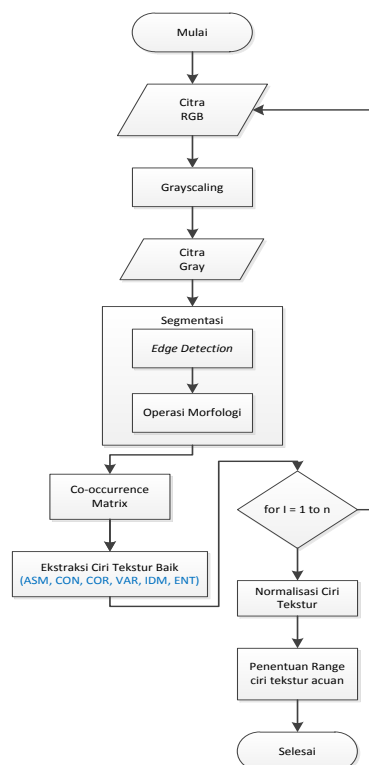 Mulai
Citra
RGB
Grayscaling
Citra
Gray
Segmentasi
Edge Detection
Operasi Morfologi
Co-occurrence
Matrix
Ekstraksi Ciri Tekstur Baik
(ASM, CON, COR, VAR, IDM, ENT)
for I = 1 to n
Normalisasi Ciri
Tekstur
Penentuan Range
ciri tekstur acuan
Selesai